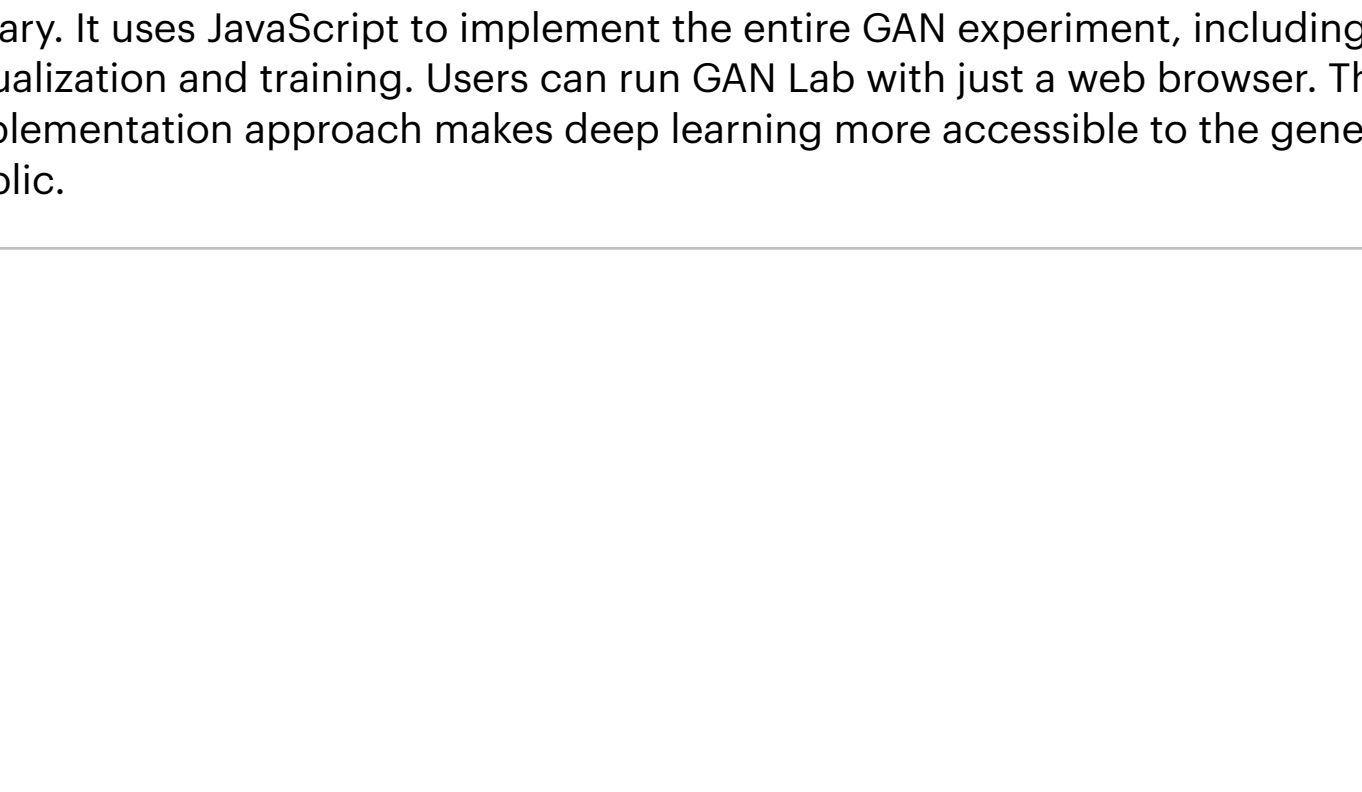 ary. It uses JavaScript to implement the entire GAN experiment, including
ualization and training. Users can run GAN Lab with just a web browser. Th
plementation approach makes deep learning more accessible to the gene
olic.